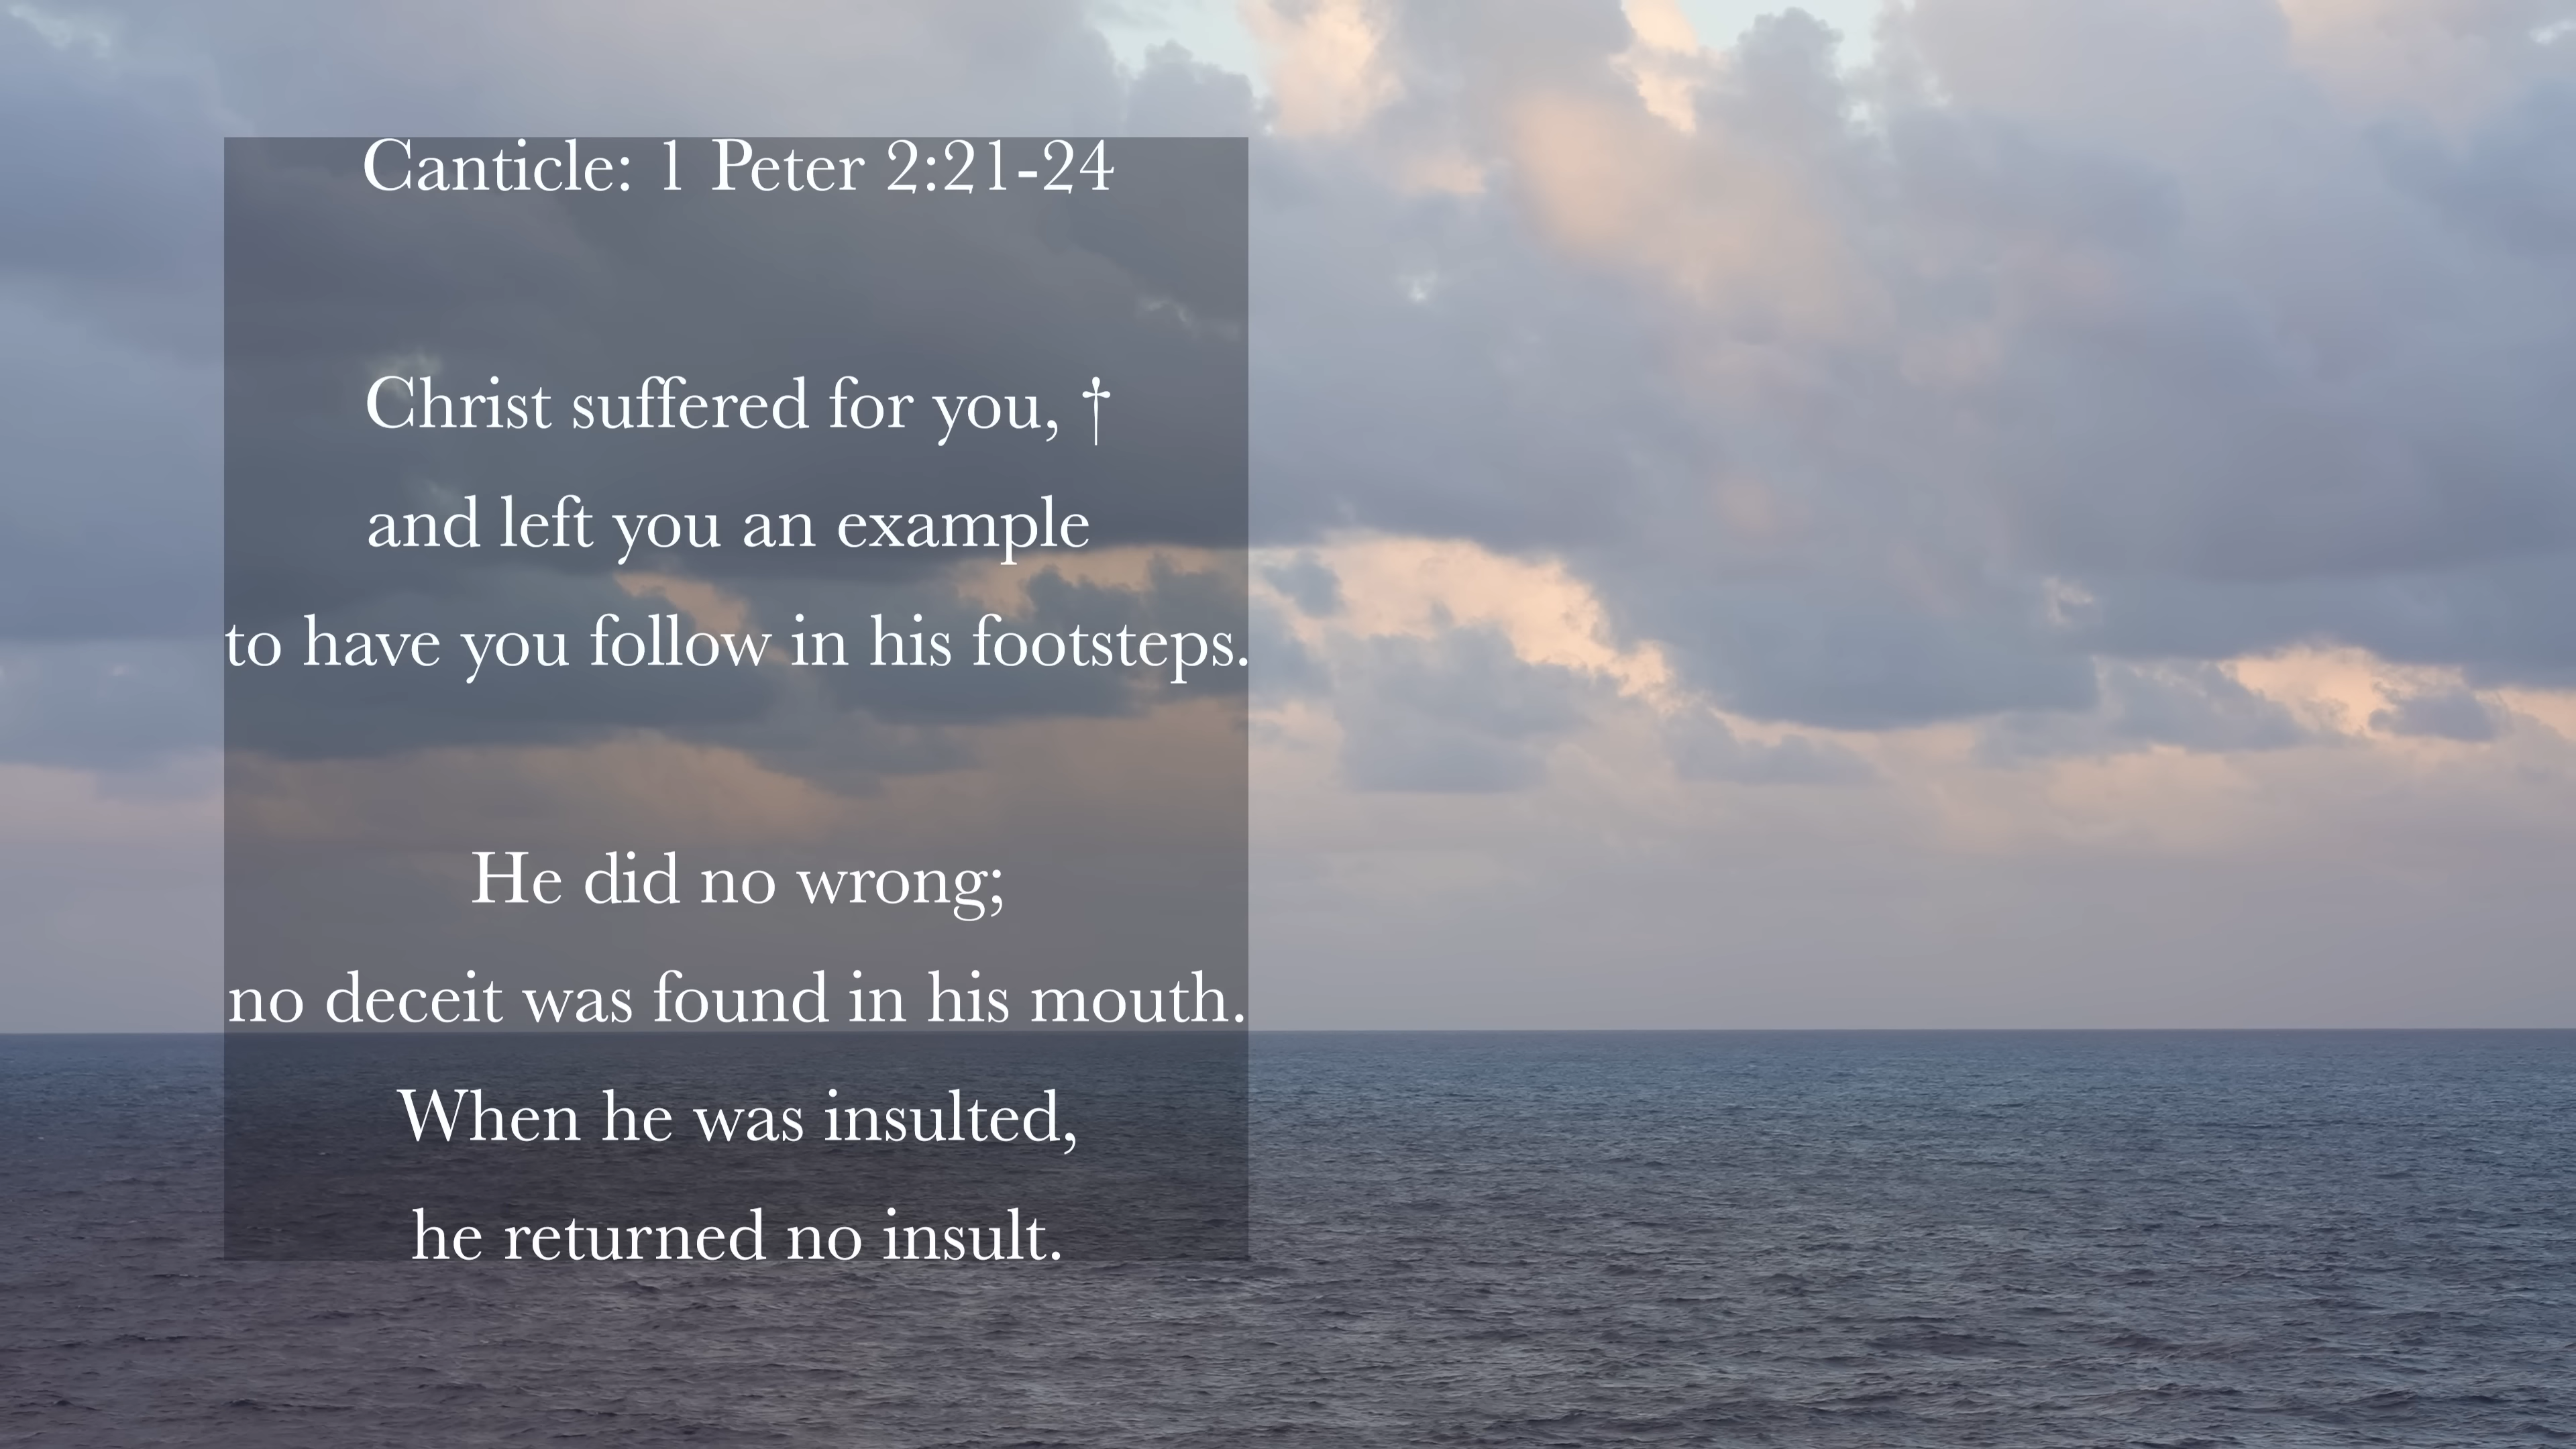 Canticle: 1 Peter 2:21-24
Christ suffered for you, †
and left you an example
to have you follow in his footsteps.
He did no wrong;
no deceit was found in his mouth.
When he was insulted,
he returned no insult.